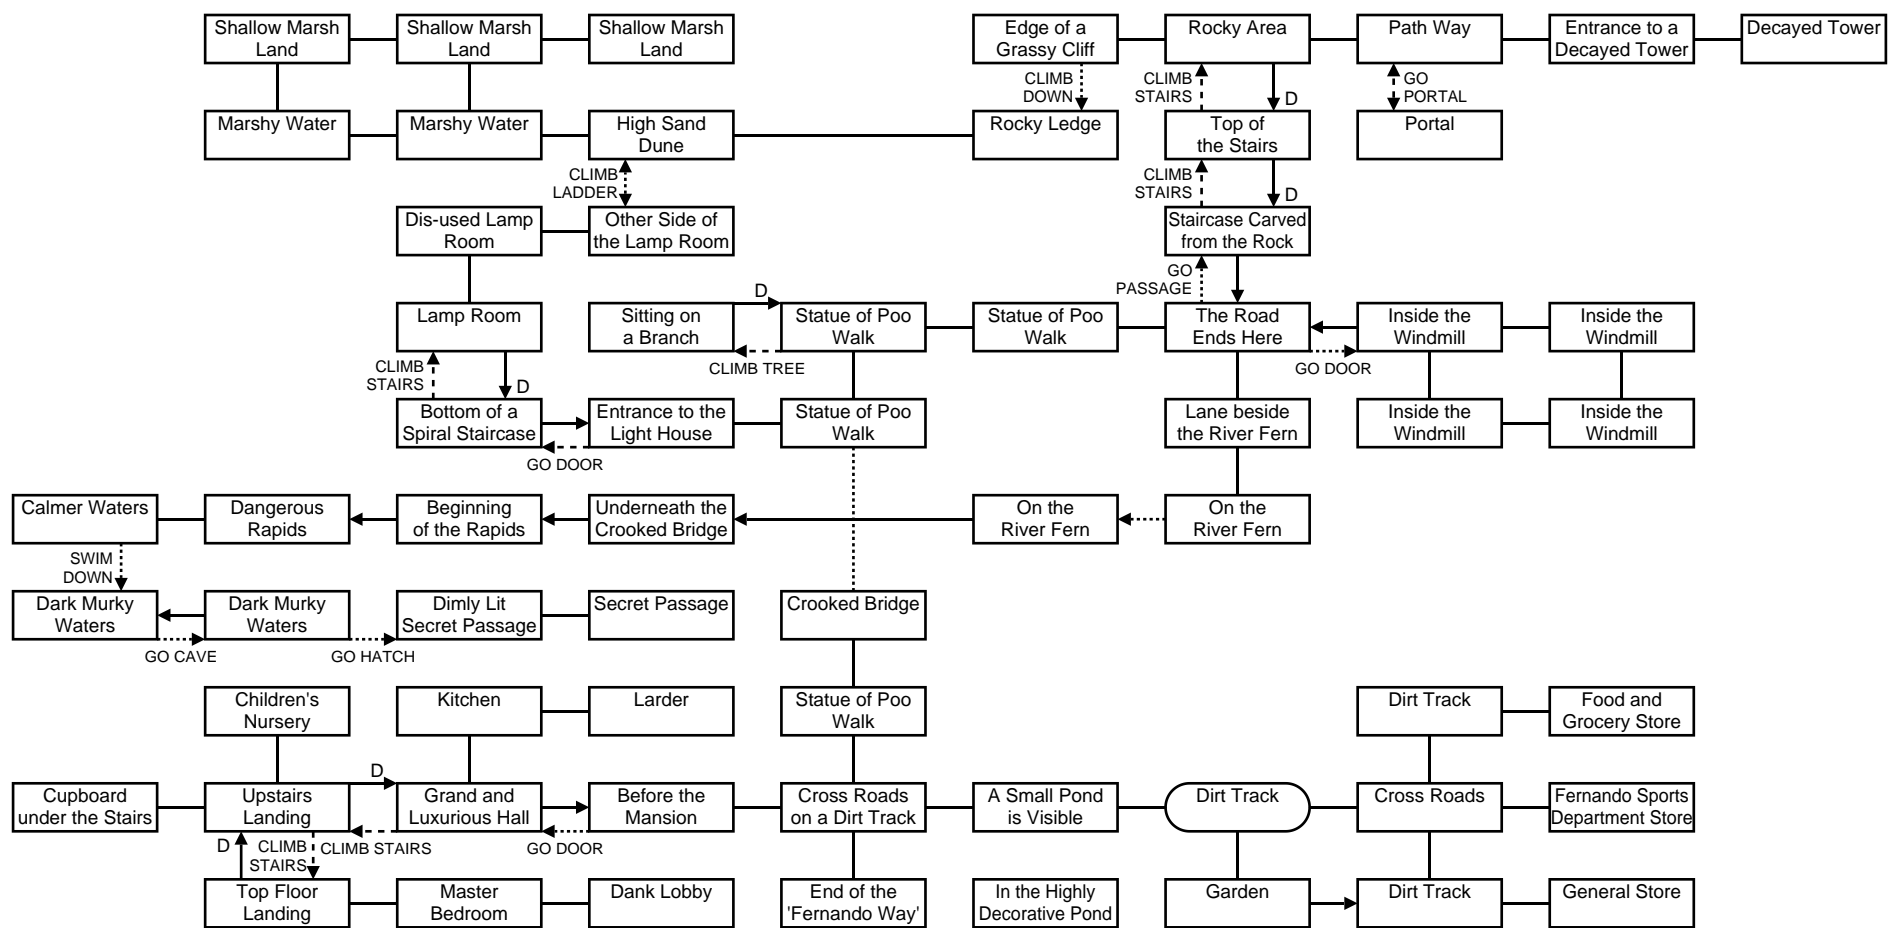 Shallow Marsh
Land
Shallow Marsh
Land
Shallow Marsh
Land
Edge of a
Grassy Cliff
Rocky Area
Path Way
Entrance to a
Decayed Tower
Decayed Tower
CLIMB
DOWN
CLIMB
STAIRS
D
GO
PORTAL
Marshy Water
Marshy Water
High Sand
Dune
Rocky Ledge
Top of
the Stairs
Portal
CLIMB
LADDER
CLIMB
STAIRS
D
Dis-used Lamp
Room
Other Side of
the Lamp Room
Staircase Carved
from the Rock
GO
PASSAGE
D
Lamp Room
Sitting on
a Branch
Statue of Poo
Walk
Statue of Poo
Walk
The Road
Ends Here
Inside the
Windmill
Inside the
Windmill
CLIMB
STAIRS
D
CLIMB TREE
GO DOOR
Bottom of a
Spiral Staircase
Entrance to the
Light House
Statue of Poo
Walk
Lane beside
the River Fern
Inside the
Windmill
Inside the
Windmill
GO DOOR
Calmer Waters
Dangerous
Rapids
Beginning
of the Rapids
Underneath the
Crooked Bridge
On the
River Fern
On the
River Fern
SWIM
DOWN
Dark Murky
Waters
Dark Murky
Waters
Dimly Lit
Secret Passage
Secret Passage
Crooked Bridge
GO CAVE
GO HATCH
Children's
Nursery
Kitchen
Larder
Statue of Poo
Walk
Dirt Track
Food and
Grocery Store
D
Cupboard
under the Stairs
Upstairs
Landing
Grand and
Luxurious Hall
Before the
Mansion
Cross Roads
on a Dirt Track
A Small Pond
is Visible
Dirt Track
Cross Roads
Fernando Sports
Department Store
D
CLIMB
STAIRS
CLIMB STAIRS
GO DOOR
Top Floor
Landing
Master
Bedroom
Dank Lobby
End of the
'Fernando Way'
In the Highly
Decorative Pond
Garden
Dirt Track
General Store